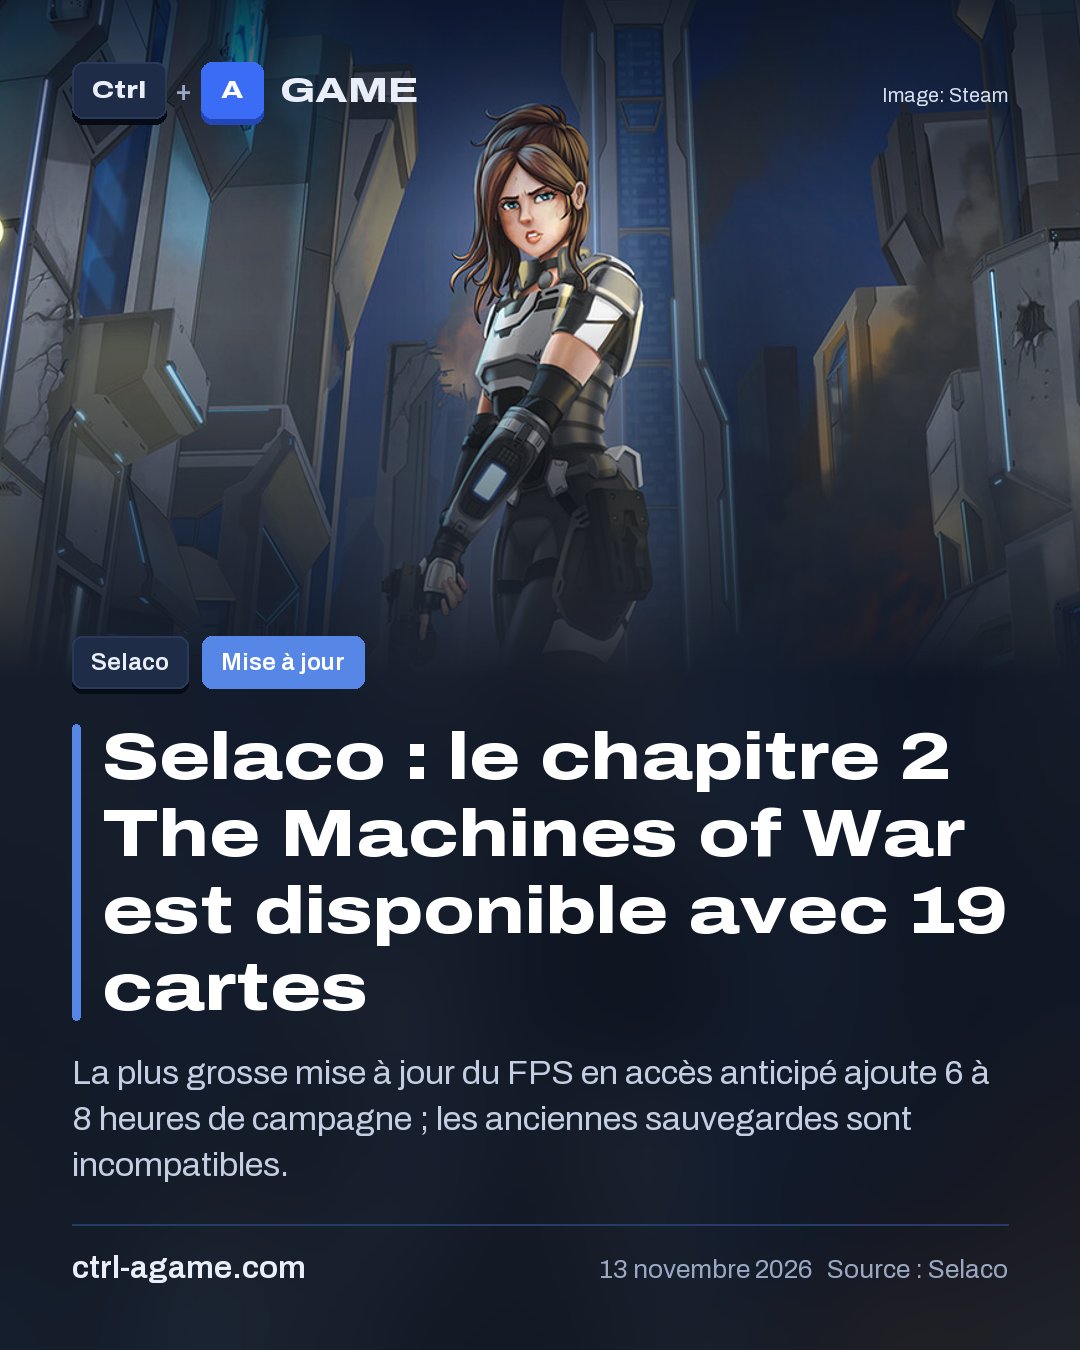 Ctrl + A GAME
Image: Steam
Selaco
Mise à jour
Selaco : le chapitre 2
The Machines of War
est disponible avec 19
cartes
La plus grosse mise à jour du FPS en accès anticipé ajoute 6 à
8 heures de campagne ; les anciennes sauvegardes sont
incompatibles.
ctrl-agame.com
13 novembre 2026 Source : Selaco